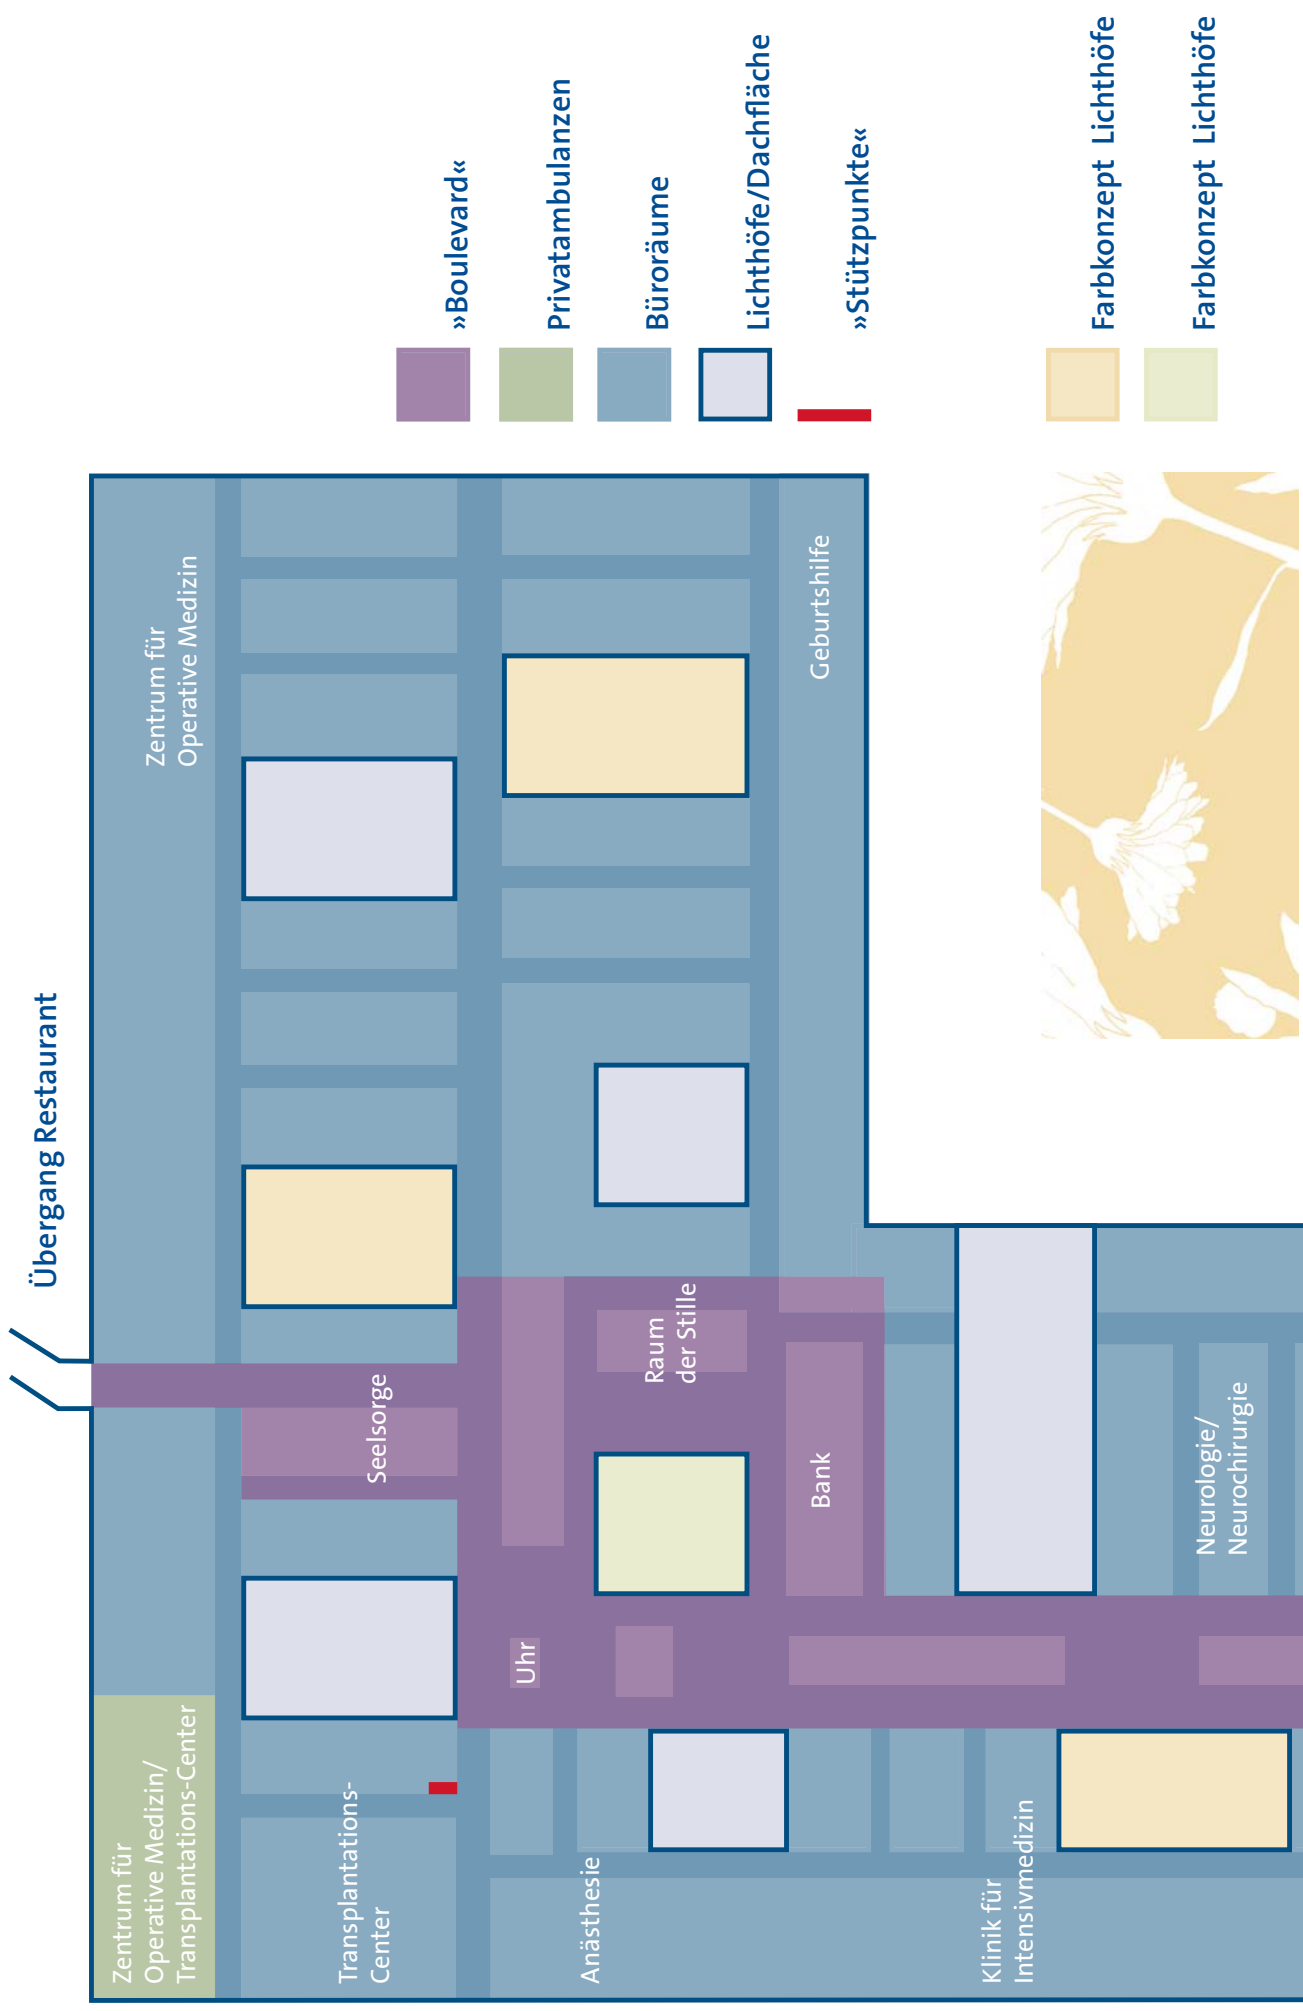 Übergang Restaurant
Zentrum für
Operative Medizin/
Transplantations-Center
Zentrum für
Operative Medizin
Transplantations-
Center
Seelsorge
Anästhesie
Uhr
Raum
der Stille
Bank
Geburtshilfe
Klinik für
Intensivmedizin
Neurologie/
Neurochirurgie
»Boulevard«
Privatambulanzen
Büroräume
Lichthöfe/Dachfläche
»Stützpunkte«
Farbkonzept Lichthöfe
Farbkonzept Lichthöfe